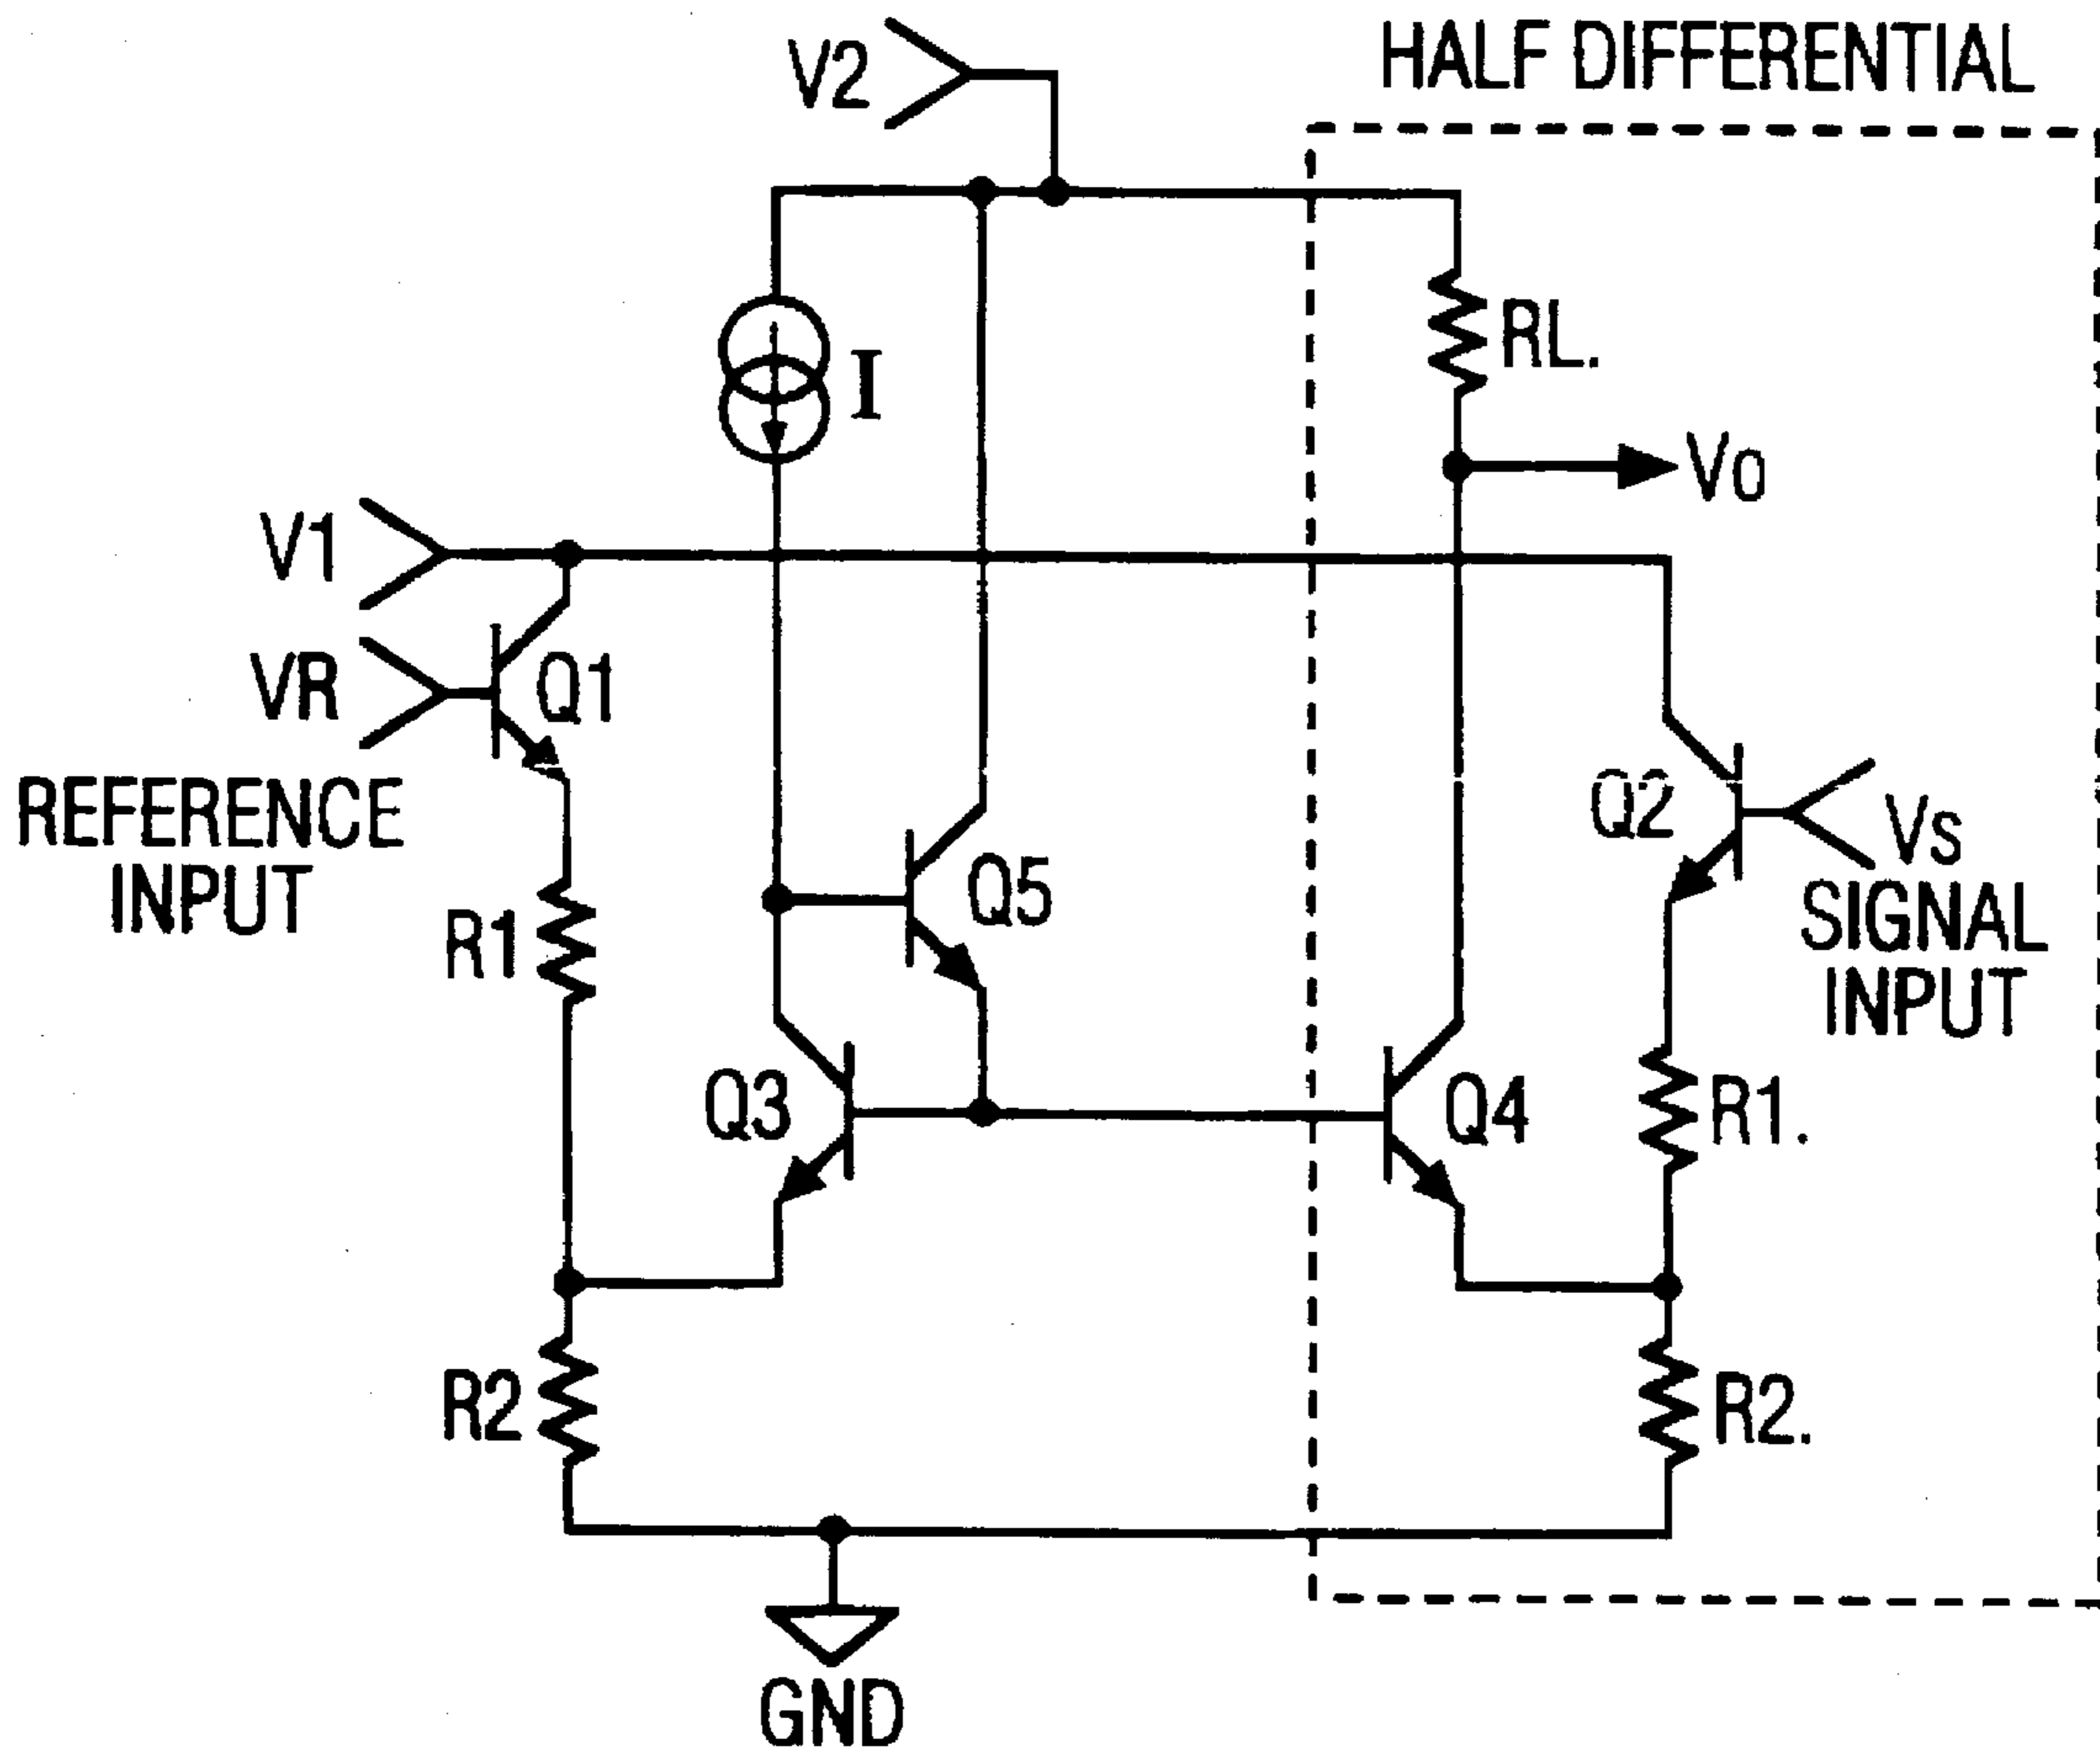 V2
HALF DIFFERENTIAL
I
RL.
Vo
V1
VR
Q1
REFERENCE
INPUT
Q2
Vs
SIGNAL
INPUT
Q5
R1
Q3
Q4
R1.
R2
R2.
GND